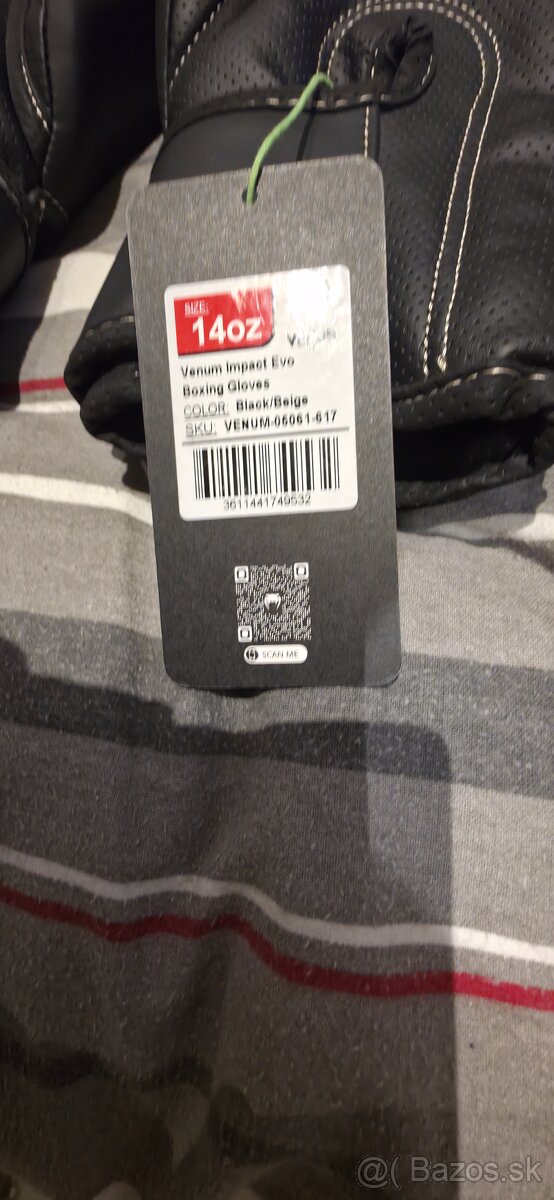 SIZE:
14oz
Venum
Venum Impact Evo
Boxing Gloves
COLOR: Black/Beige
SKU: VENUM-05061-617
3611441749532
SCAN ME
@( Bazos.sk